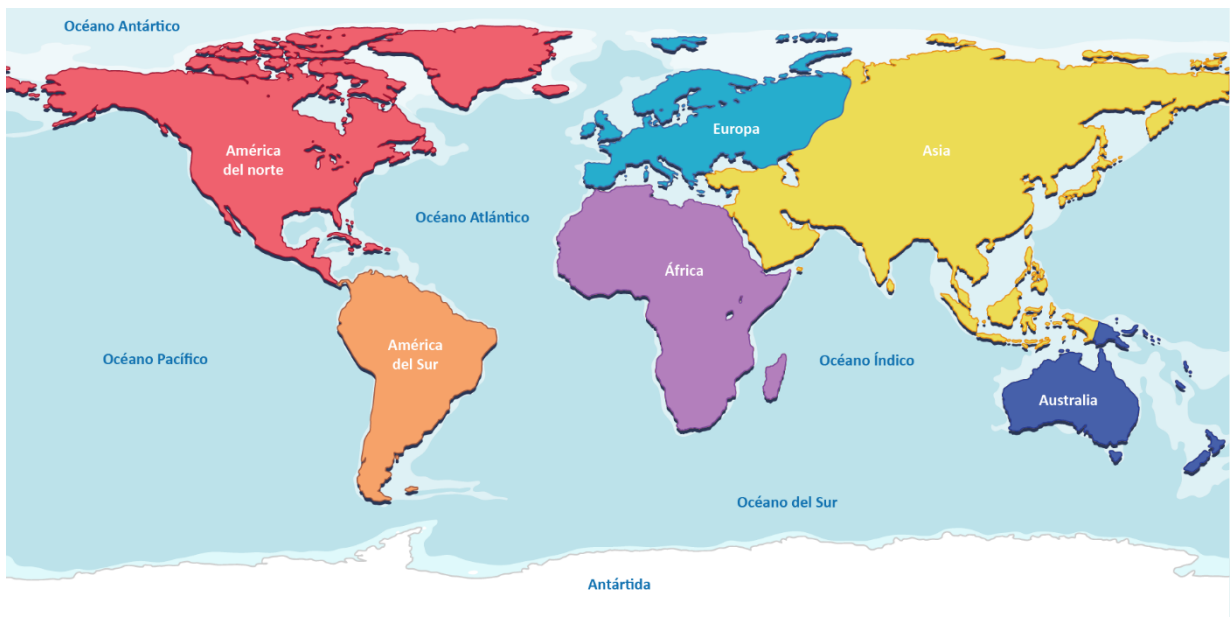 Océano Antártico
Europa
América
del norte
Asia
Océano Atlántico
África
Océano Pacífico
América
del Sur
Océano Índico
Australia
Océano del Sur
Antártida